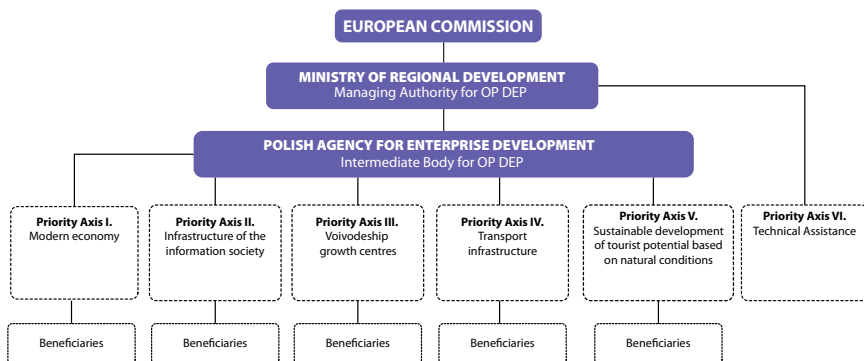 EUROPEAN COMMISSION
MINISTRY OF REGIONAL DEVELOPMENT
Managing Authority for OP DEP
POLISH AGENCY FOR ENTERPRISE DEVELOPMENT
Intermediate Body for OP DEP
Priority Axis I.
Modern economy
Priority Axis II.
Infrastructure of the
information society
Priority Axis III.
Voivodeship
growth centres
Priority Axis IV.
Transport
infrastructure
Priority Axis V.
Sustainable development
of tourist potential based
on natural conditions
Priority Axis VI.
Technical Assistance
Beneficiaries
Beneficiaries
Beneficiaries
Beneficiaries
Beneficiaries